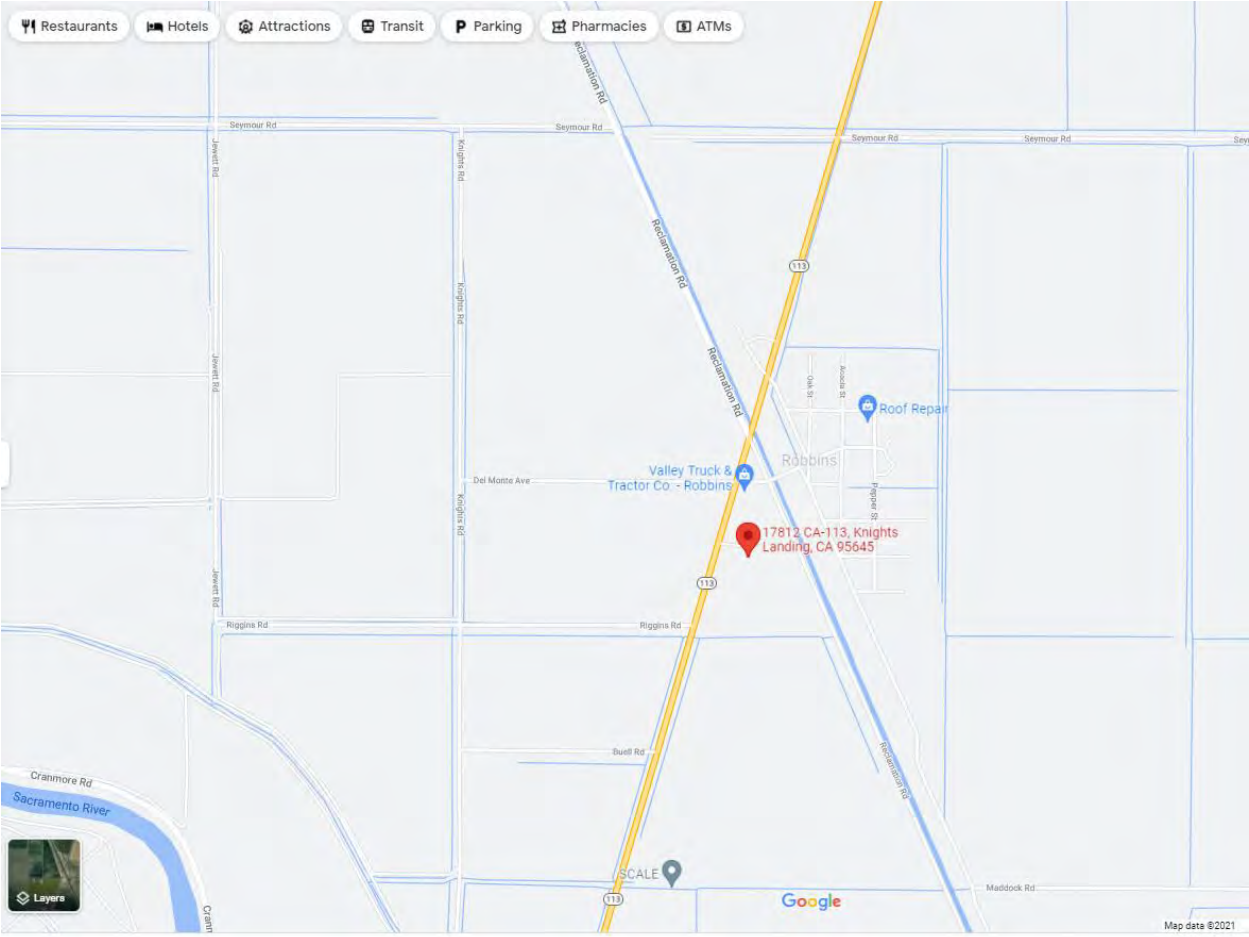 Restaurants
Hotels
Attractions
Transit
Parking
Pharmacies
ATMs
Reclamation Rd
Seymour Rd
Seymour Rd
Seymour Rd
Seymour Rd
Sey
Jewett Rd
Knights Rd
Reclamation Rd
113
Knights Rd
Jewett Rd
Reclamation Rd
Oak St
Acacia St
Roof Repair
Robbins
Valley Truck &
Tractor Co. - Robbins
Del Monte Ave
Knights Rd
Pepper St
17812 CA-113, Knights
Landing, CA 95645
113
Jewett Rd
Riggins Rd
Riggins Rd
Buell Rd
Reclamation Rd
Cranmore Rd
Sacramento River
SCALE
Layers
113
Google
Maddock Rd
Crann
Map data ©2021